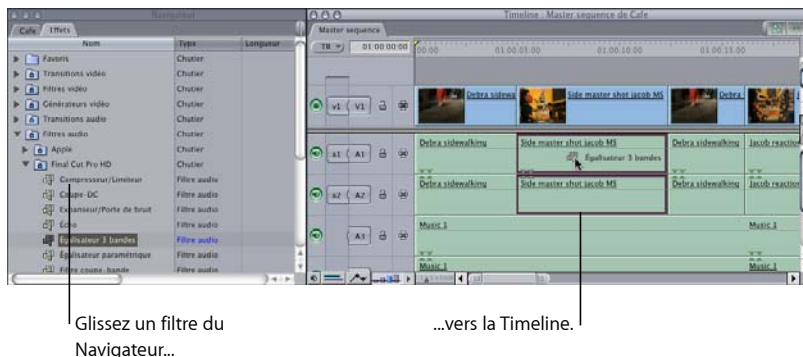 Navigateur
Timeline : Master sequence de Cafe
Cafe
Effets
Master sequence
Nom
Type
Longueur
TR
01:00:00:00
00:00
01:00:05:00
01:00:10:00
01:00:15:00
Favoris
Chutier
Transitions vidéo
Chutier
Filtres vidéo
Chutier
Générateurs vidéo
Chutier
Transitions audio
Chutier
Filtres audio
Chutier
Apple
Chutier
Final Cut Pro HD
Chutier
Compresseur/Limiteur
Filtre audio
Coupe-DC
Filtre audio
Expanseur/Porte de bruit
Filtre audio
Écho
Filtre audio
Égaliseur 3 bandes
Filtre audio
Égaliseur paramétrique
Filtre audio
Filtre coupe-bande
Filtre audio
v1 V1
Debra sidewa
Side master shot jacob MS
Debra
a1 A1
Debra sidewalking
Side master shot jacob MS
Debra sidewalking
Jacob reaction
Égaliseur 3 bandes
a2 A2
Debra sidewalking
Side master shot jacob MS
Debra sidewalking
Jacob reaction
A3
Music 1
Music 1
Music 1
Music 1
Glissez un filtre du
Navigateur...
...vers la Timeline.